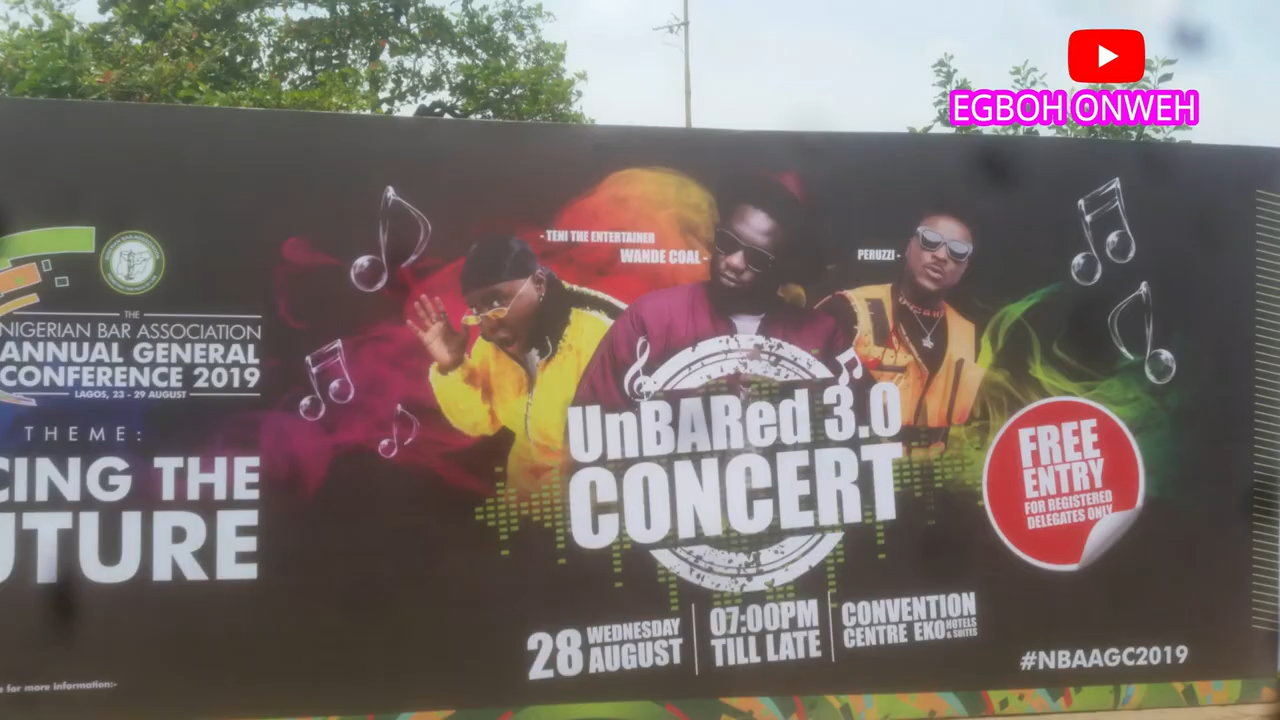 EGBOH ONWEH
THE
NIGERIAN BAR ASSOCIATION
ANNUAL GENERAL
CONFERENCE 2019
LAGOS, 23 - 29 AUGUST
THEME:
CING THE
UTURE
e for more information:-
- TENI THE ENTERTAINER
WANDE COAL -
PERUZZI -
UnBARed 3.0
CONCERT
FREE
ENTRY
FOR REGISTERED
DELEGATES ONLY
28 WEDNESDAY
AUGUST
07:00PM
TILL LATE
CONVENTION
CENTRE EKO HOTELS
& SUITES
#NBAAGC2019